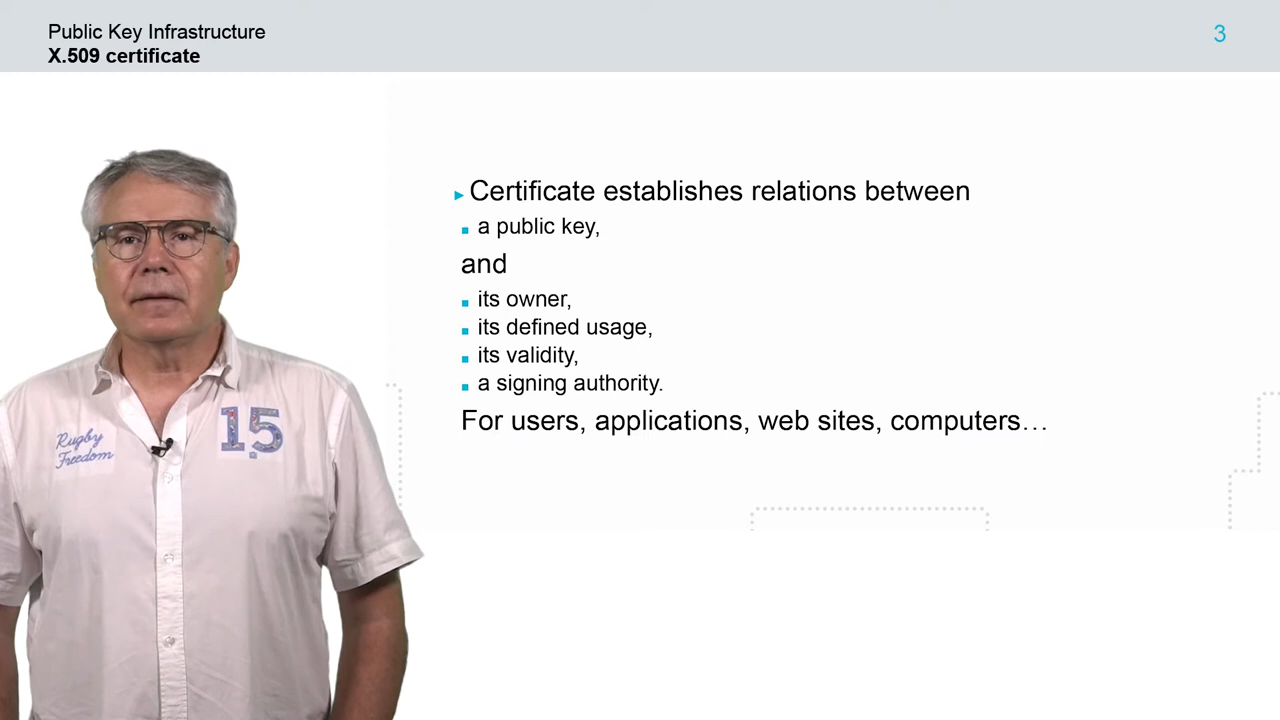 Public Key Infrastructure
X.509 certificate
3
Certificate establishes relations between
a public key,
and
its owner,
its defined usage,
its validity,
a signing authority.
For users, applications, web sites, computers…
Rugby
Freedom
15